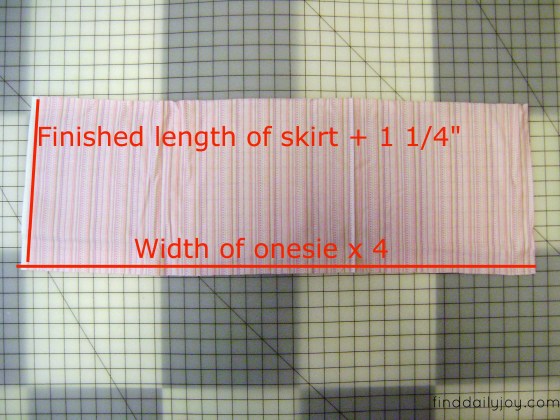 Finished length of skirt + 1 1/4"
Width of onesie x 4
finddailyjoy.com